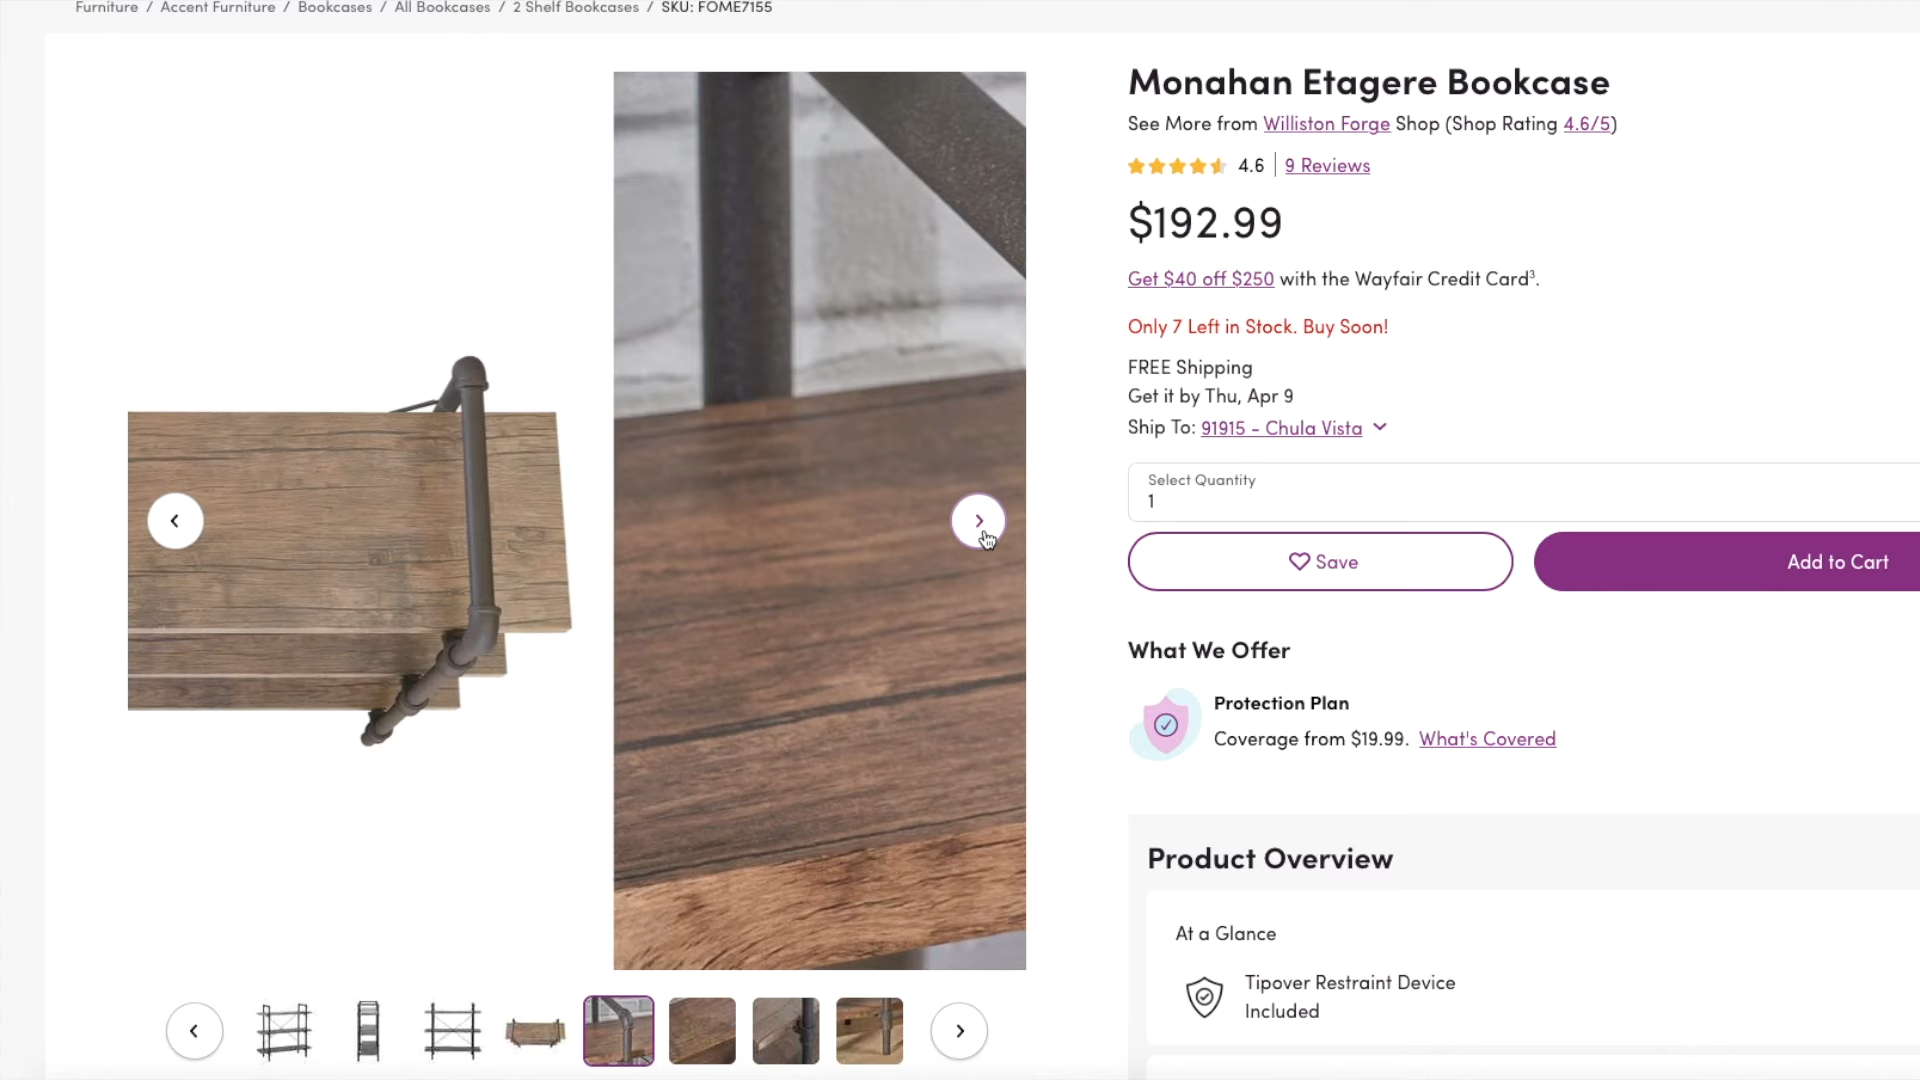 Furniture / Accent Furniture / Bookcases / All Bookcases / 2 Shelf Bookcases / SKU: FOME7155
Monahan Etagere Bookcase
See More from Williston Forge Shop (Shop Rating 4.6/5)
4.6 | 9 Reviews
$192.99
Get $40 off $250 with the Wayfair Credit Card³.
Only 7 Left in Stock. Buy Soon!
FREE Shipping
Get it by Thu, Apr 9
Ship To: 91915 - Chula Vista
Select Quantity
1
Save
Add to Cart
What We Offer
Protection Plan
Coverage from $19.99. What's Covered
Product Overview
At a Glance
Tipover Restraint Device
Included